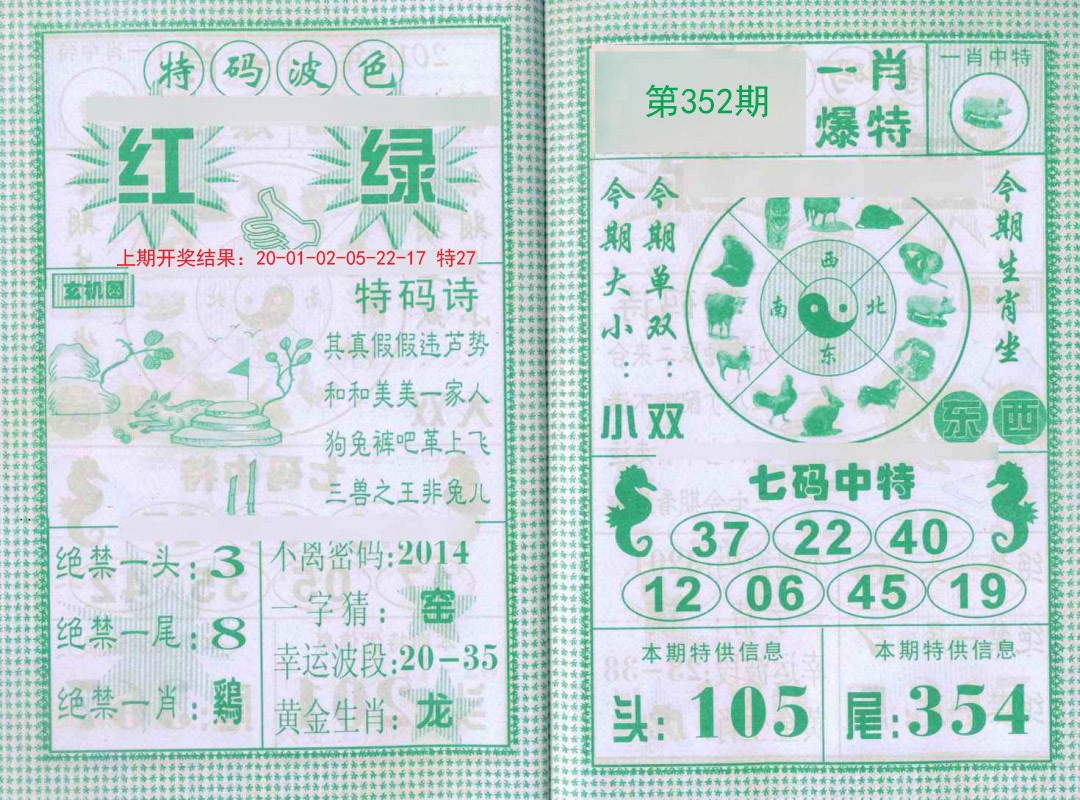 特码波色
红 绿
上期开奖结果：20-01-02-05-22-17 特27
玄机图
特码诗
其真假假违芦势
和和美美一家人
狗兔裤吧革上飞
三兽之王非兔儿
绝禁一头:3
绝禁一尾:8
绝禁一肖:鷄
不离密码:2014
一字猜:窑
幸运波段:20-35
黄金生肖:龙
第352期
一肖
爆特
一肖中特
今期大小:小
今期单双:双
西
南 北
东
今期生肖坐
东西
七码中特
37 22 40
12 06 45 19
本期特供信息
头:105
本期特供信息
尾:354